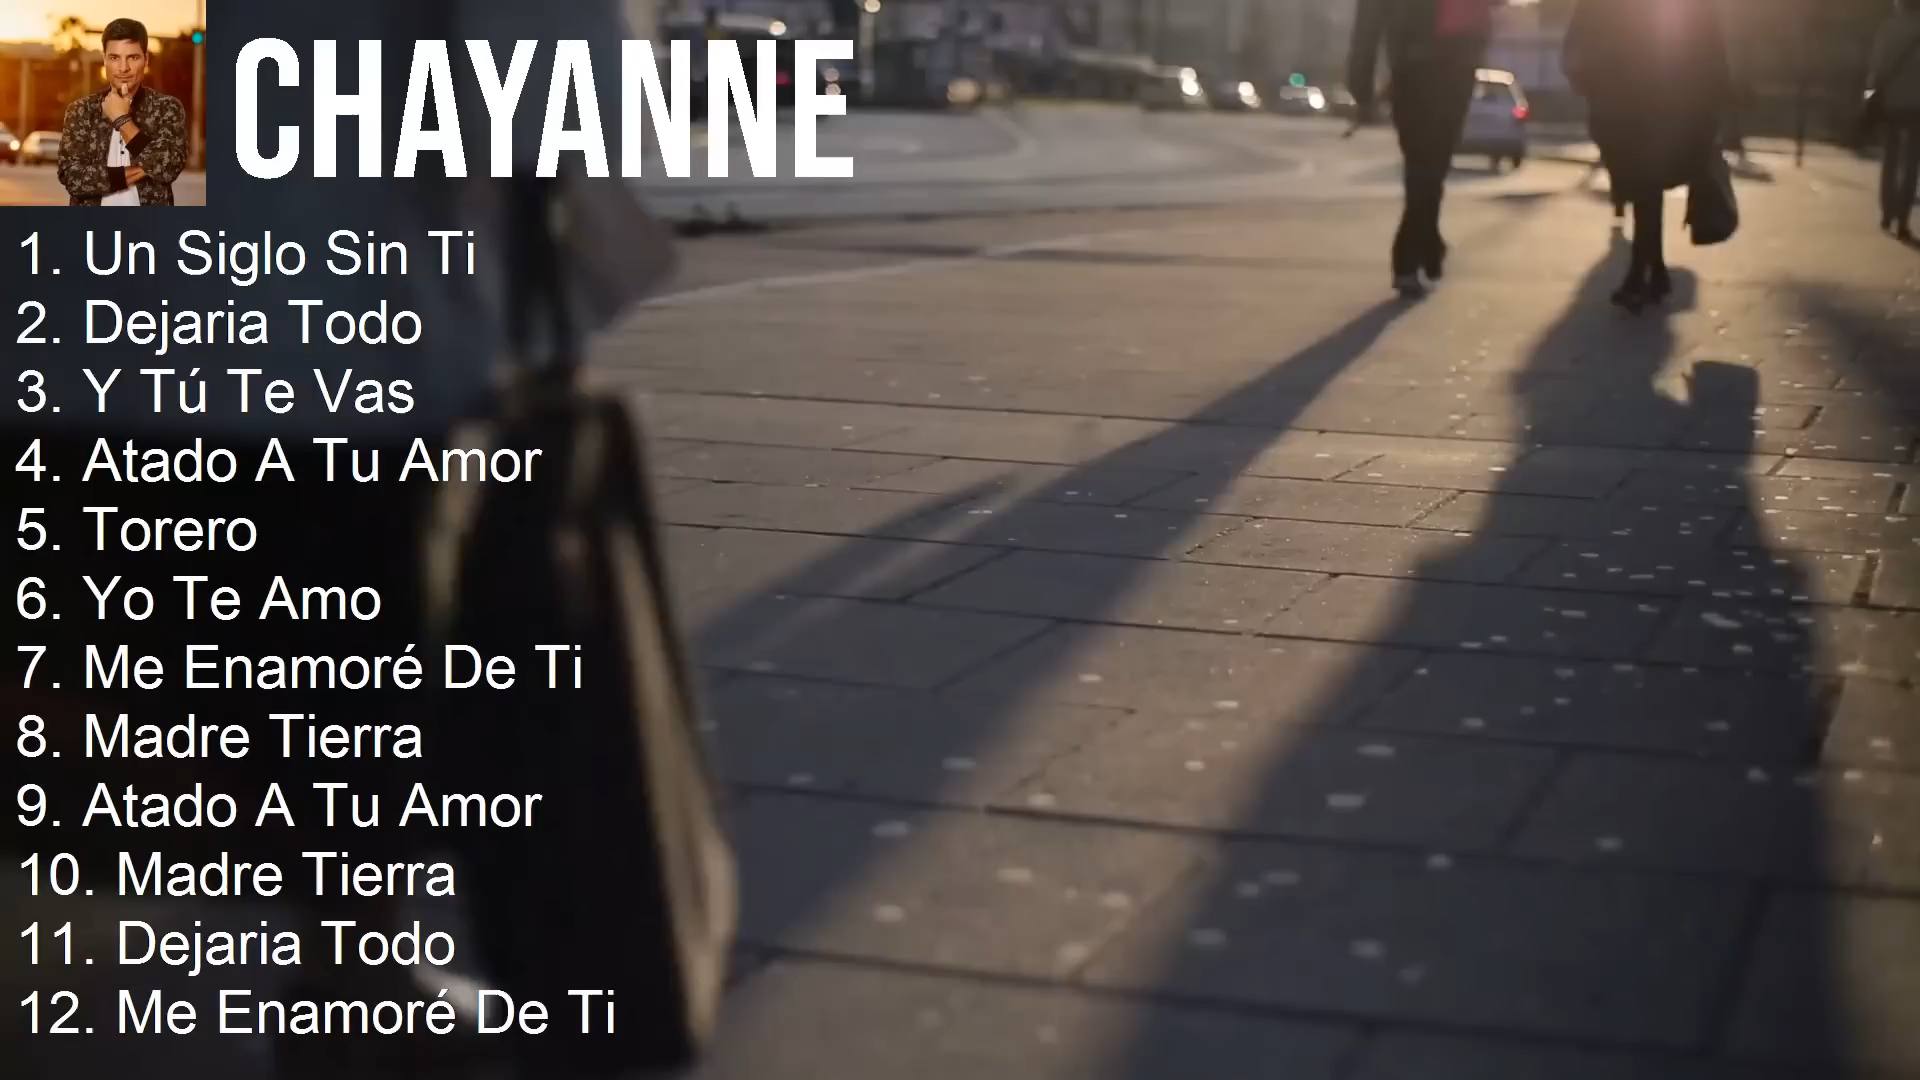 CHAYANNE
1. Un Siglo Sin Ti
2. Dejaria Todo
3. Y Tú Te Vas
4. Atado A Tu Amor
5. Torero
6. Yo Te Amo
7. Me Enamoré De Ti
8. Madre Tierra
9. Atado A Tu Amor
10. Madre Tierra
11. Dejaria Todo
12. Me Enamoré De Ti